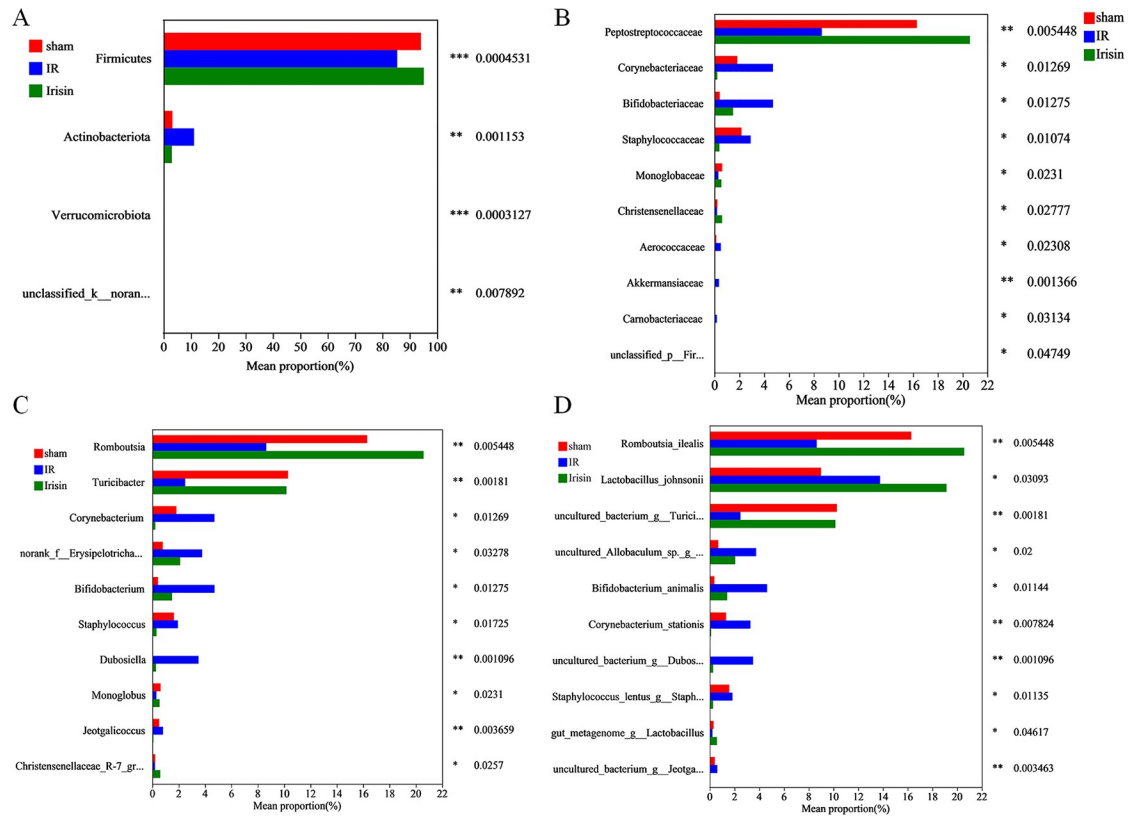 A
sham
IR
Irisin
Firmicutes
*** 0.0004531
Actinobacteriota
** 0.001153
Verrucomicrobiota
*** 0.0003127
unclassified_k__noran...
** 0.007892
0 10 20 30 40 50 60 70 80 90 100
Mean proportion(%)
B
sham
IR
Irisin
Peptostreptococcaceae
** 0.005448
Corynebacteriaceae
* 0.01269
Bifidobacteriaceae
* 0.01275
Staphylococcaceae
* 0.01074
Monoglobaceae
* 0.0231
Christensenellaceae
* 0.02777
Aerococcaceae
* 0.02308
Akkermansiaceae
** 0.001366
Carnobacteriaceae
* 0.03134
unclassified_p__Fir...
* 0.04749
0 2 4 6 8 10 12 14 16 18 20 22
Mean proportion(%)
C
sham
IR
Irisin
Romboutsia
** 0.005448
Turicibacter
** 0.00181
Corynebacterium
* 0.01269
norank_f__Erysipelotricha...
* 0.03278
Bifidobacterium
* 0.01275
Staphylococcus
* 0.01725
Dubosiella
** 0.001096
Monoglobus
* 0.0231
Jeotgalicoccus
** 0.003659
Christensenellaceae_R-7_gr...
* 0.0257
0 2 4 6 8 10 12 14 16 18 20 22
Mean proportion(%)
D
sham
IR
Irisin
Romboutsia_ilealis
** 0.005448
Lactobacillus_johnsonii
* 0.03093
uncultured_bacterium_g__Turici...
** 0.00181
uncultured_Allobaculum_sp._g_...
* 0.02
Bifidobacterium_animalis
* 0.01144
Corynebacterium_stationis
** 0.007824
uncultured_bacterium_g__Dubos...
** 0.001096
Staphylococcus_lentus_g__Staph...
* 0.01135
gut_metagenome_g__Lactobacillus
* 0.04617
uncultured_bacterium_g__Jeotga...
** 0.003463
0 2 4 6 8 10 12 14 16 18 20 22
Mean proportion(%)